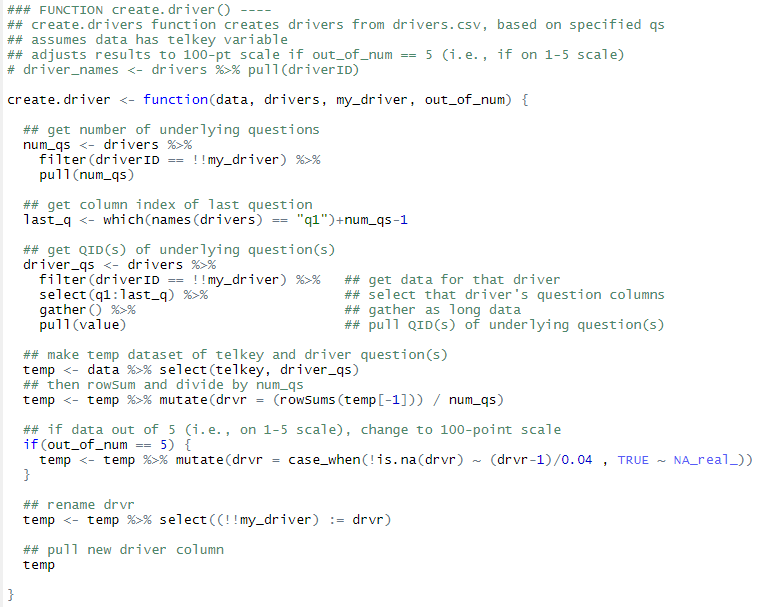 ### FUNCTION create.driver() ----
## create.drivers function creates drivers from drivers.csv, based on specified qs
## assumes data has telkey variable
## adjusts results to 100-pt scale if out_of_num == 5 (i.e., if on 1-5 scale)
# driver_names <- drivers %>% pull(driverID)

create.driver <- function(data, drivers, my_driver, out_of_num) {

  ## get number of underlying questions
  num_qs <- drivers %>%
    filter(driverID == !!my_driver) %>%
    pull(num_qs)

  ## get column index of last question
  last_q <- which(names(drivers) == "q1")+num_qs-1

  ## get QID(s) of underlying question(s)
  driver_qs <- drivers %>%
    filter(driverID == !!my_driver) %>%   ## get data for that driver
    select(q1:last_q) %>%                 ## select that driver's question columns
    gather() %>%                          ## gather as long data
    pull(value)                           ## pull QID(s) of underlying question(s)

  ## make temp dataset of telkey and driver question(s)
  temp <- data %>% select(telkey, driver_qs)
  ## then rowSum and divide by num_qs
  temp <- temp %>% mutate(drvr = (rowSums(temp[-1])) / num_qs)

  ## if data out of 5 (i.e., on 1-5 scale), change to 100-point scale
  if(out_of_num == 5) {
    temp <- temp %>% mutate(drvr = case_when(!is.na(drvr) ~ (drvr-1)/0.04 , TRUE ~ NA_real_))
  }

  ## rename drvr
  temp <- temp %>% select((!!my_driver) := drvr)

  ## pull new driver column
  temp

}